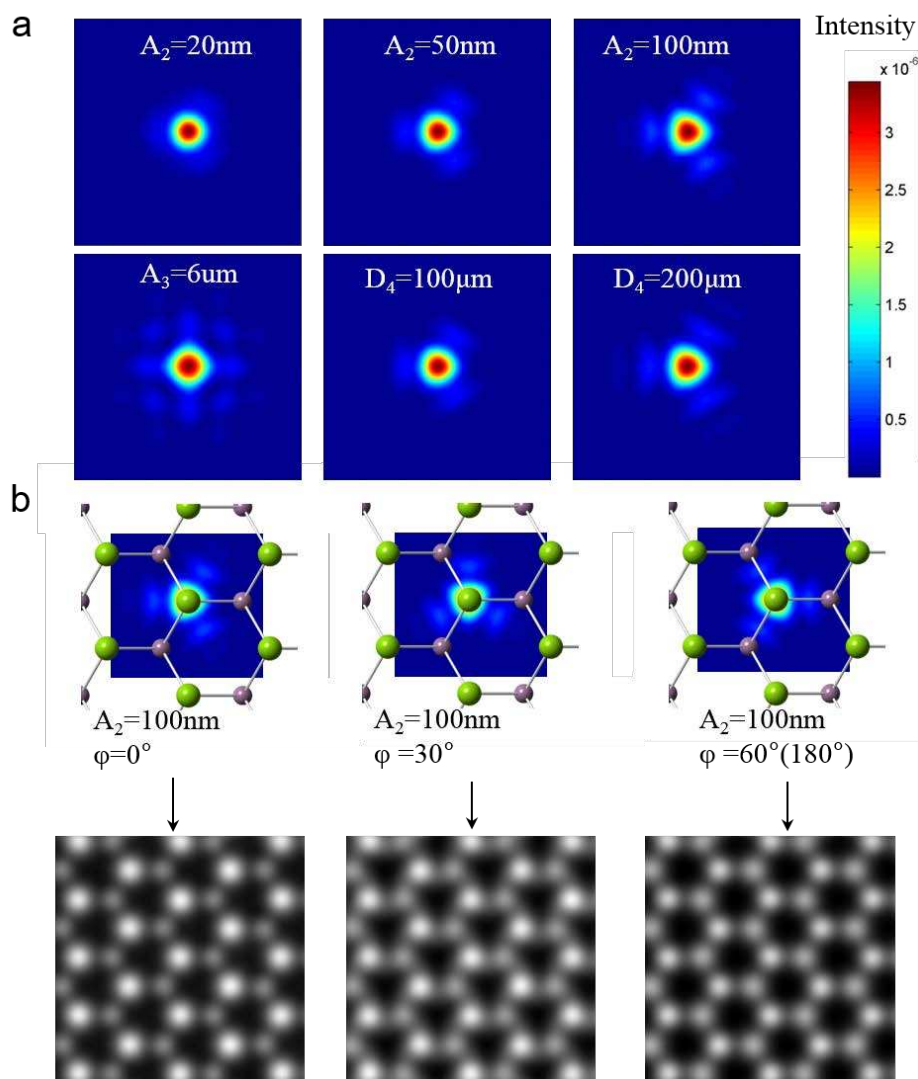 a
Intensity
A₂=20nm
A₂=50nm
A₂=100nm
x 10⁻⁶
3
2.5
2
1.5
1
0.5
A₃=6um
D₄=100μm
D₄=200μm
b
A₂=100nm
φ=0°
A₂=100nm
φ =30°
A₂=100nm
φ =60°(180°)